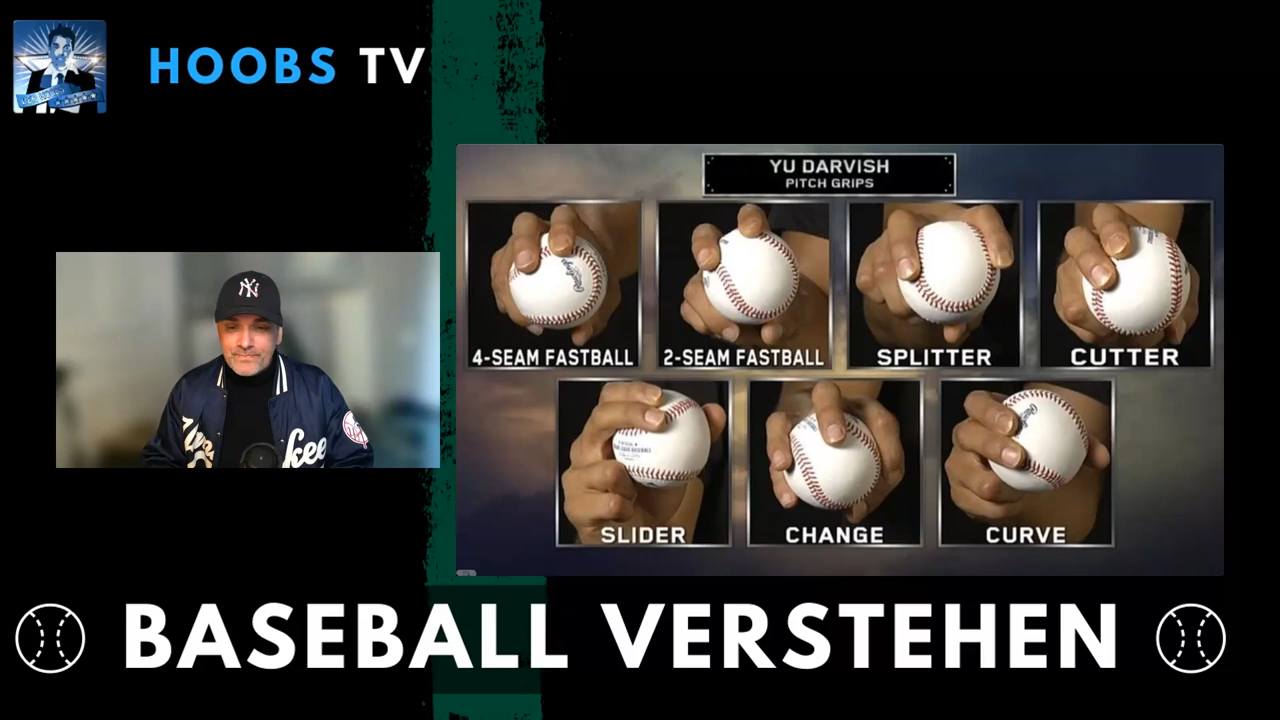 HOOBS TV
YU DARVISH
PITCH GRIPS
4-SEAM FASTBALL
2-SEAM FASTBALL
SPLITTER
CUTTER
SLIDER
CHANGE
CURVE
NY
BASEBALL VERSTEHEN